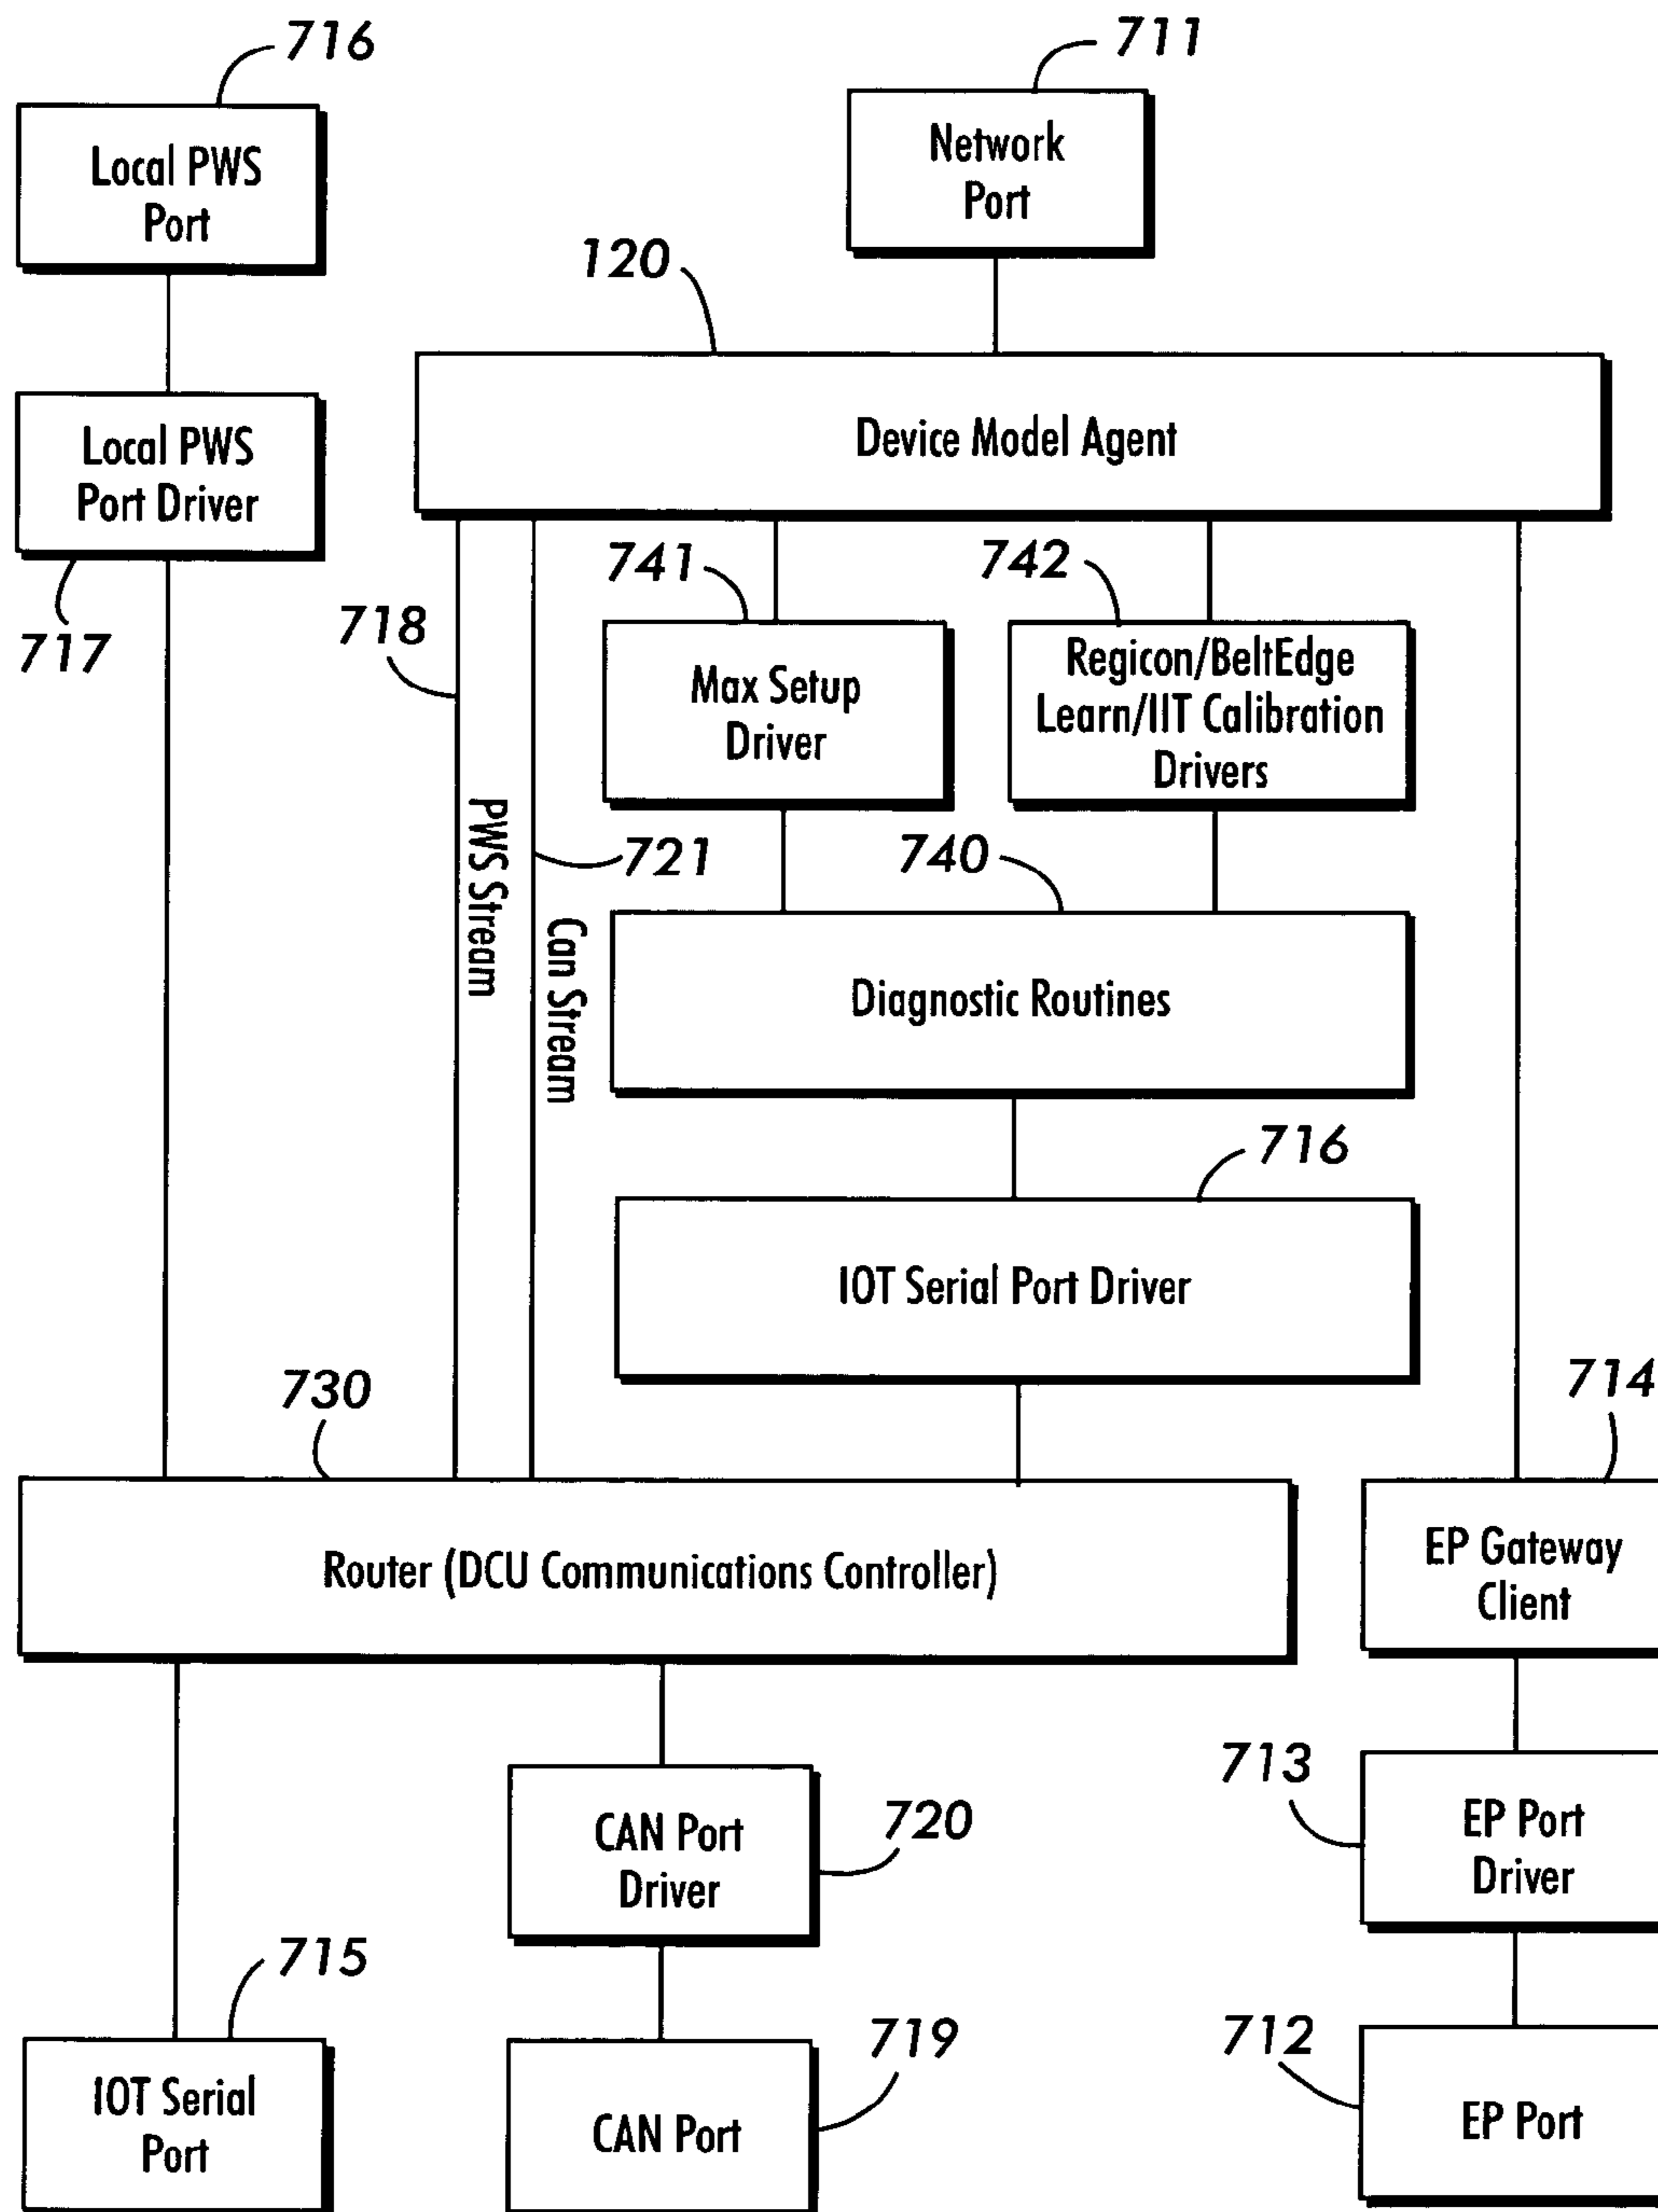 716
711
Local PWS
Port
Network
Port
120
Local PWS
Port Driver
Device Model Agent
717
718
741
742
Max Setup
Driver
Regicon/BeltEdge
Learn/IIT Calibration
Drivers
PWS Stream
721
Can Stream
740
Diagnostic Routines
716
IOT Serial Port Driver
730
714
Router (DCU Communications Controller)
EP Gateway
Client
CAN Port
Driver
720
713
EP Port
Driver
715
IOT Serial
Port
719
CAN Port
712
EP Port